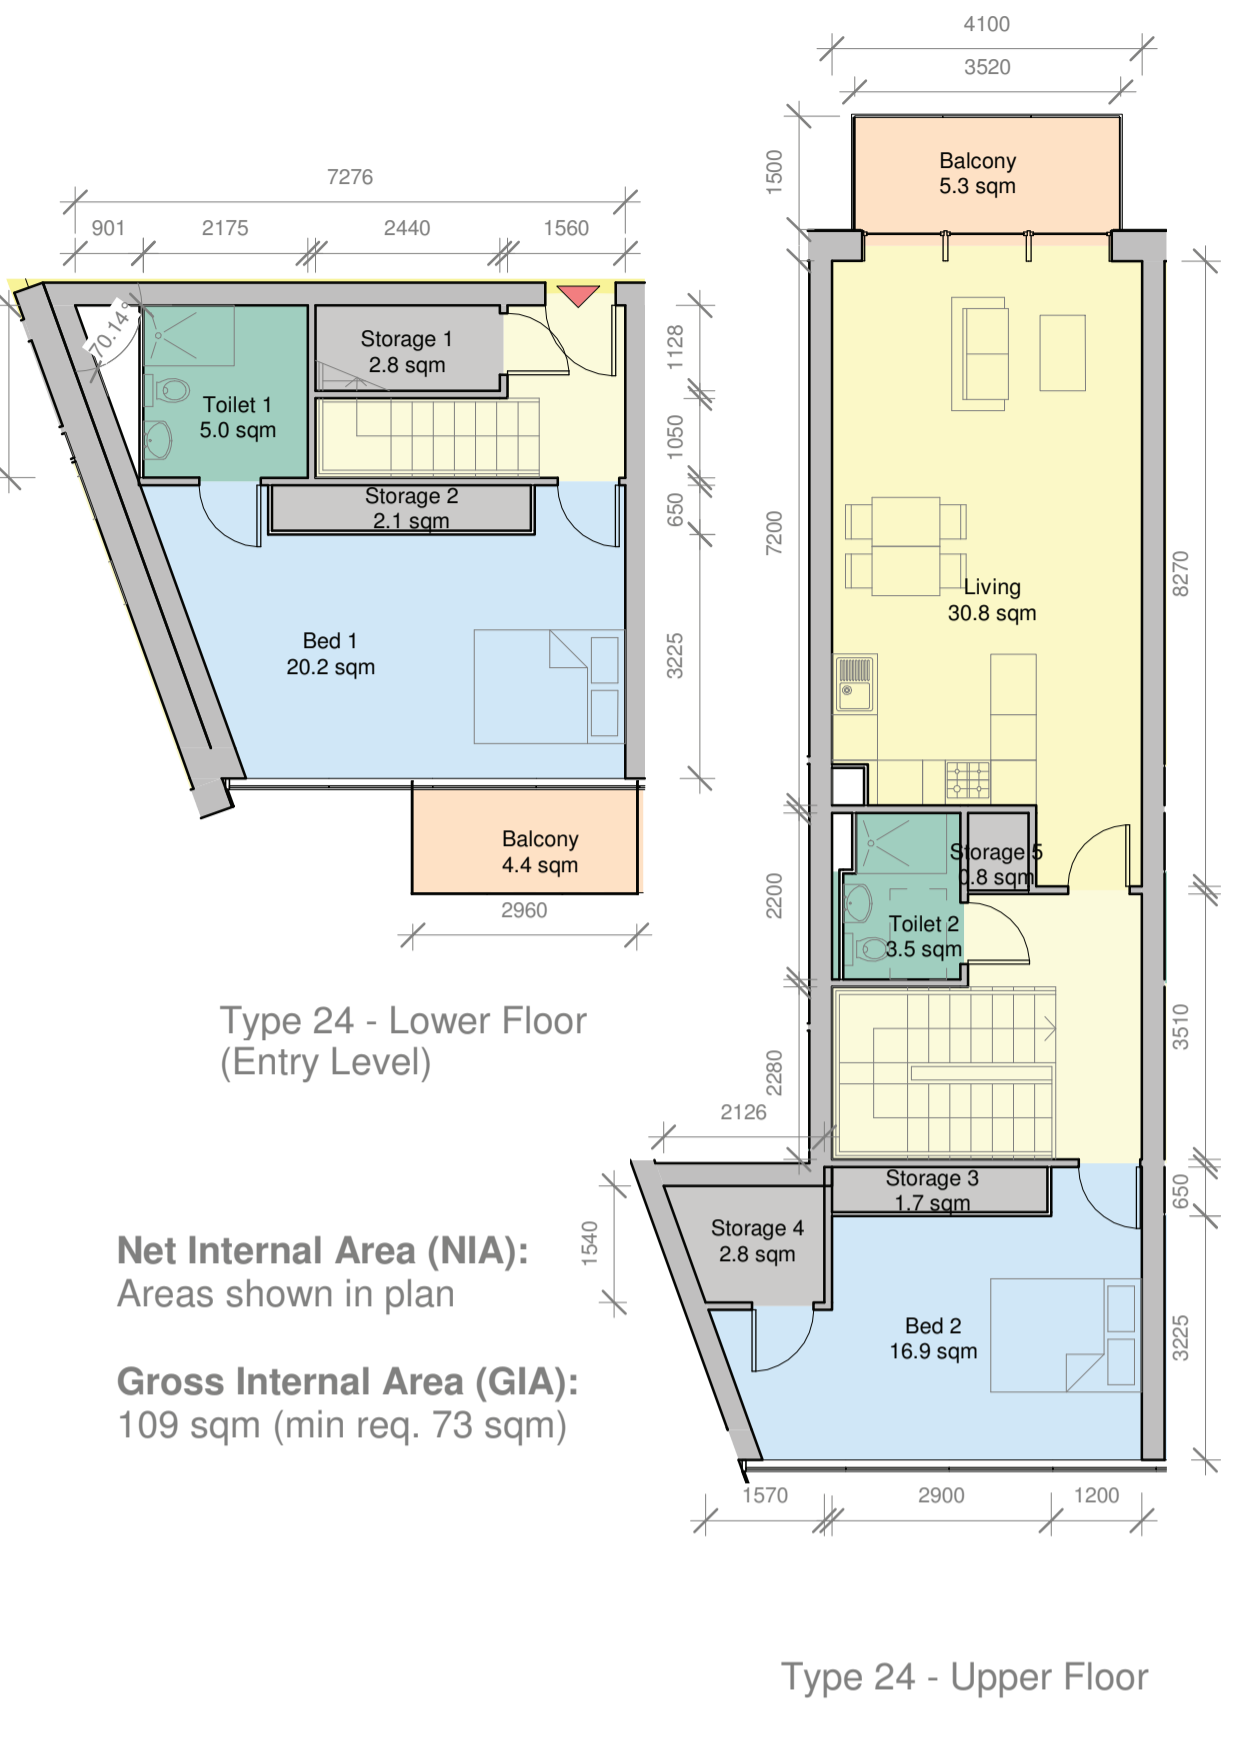 4100
3520
1500
Balcony
5.3 sqm
7276
901
2175
2440
1560
70.14°
Storage 1
2.8 sqm
1128
Toilet 1
5.0 sqm
1050
Storage 2
2.1 sqm
650
Bed 1
20.2 sqm
3225
Balcony
4.4 sqm
2960
Type 24 - Lower Floor
(Entry Level)
7200
8270
Living
30.8 sqm
Storage 5
0.8 sqm
2200
Toilet 2
3.5 sqm
3510
2280
2126
Storage 3
1.7 sqm
650
Storage 4
2.8 sqm
1540
Bed 2
16.9 sqm
3225
1570
2900
1200
Net Internal Area (NIA):
Areas shown in plan
Gross Internal Area (GIA):
109 sqm (min req. 73 sqm)
Type 24 - Upper Floor